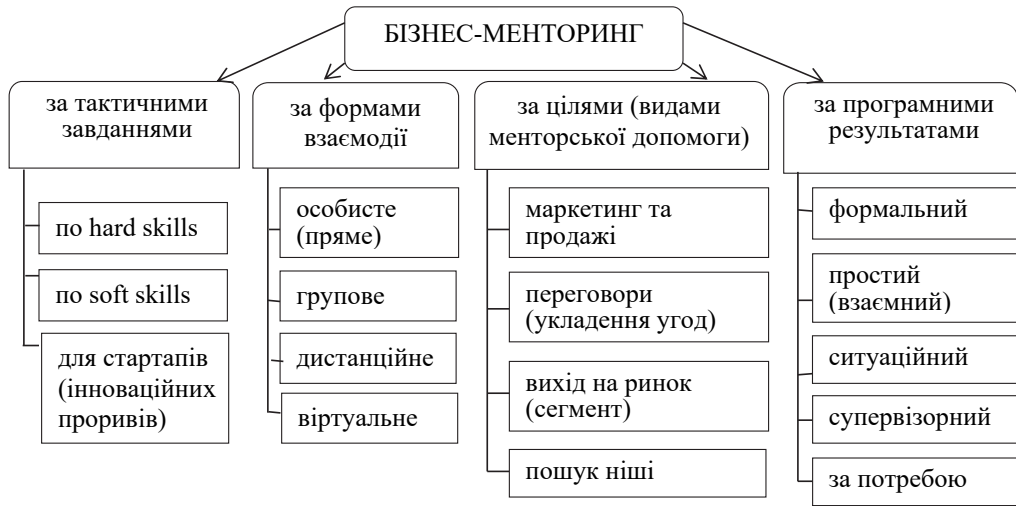 БІЗНЕС-МЕНТОРИНГ
за тактичними
завданнями
по hard skills
по soft skills
для стартапів
(інноваційних
проривів)
за формами
взаємодії
особисте
(пряме)
групове
дистанційне
віртуальне
за цілями (видами
менторської допомоги)
маркетинг та
продажі
переговори
(укладення угод)
вихід на ринок
(сегмент)
пошук ніші
за програмними
результатами
формальний
простий
(взаємний)
ситуаційний
супервізорний
за потребою